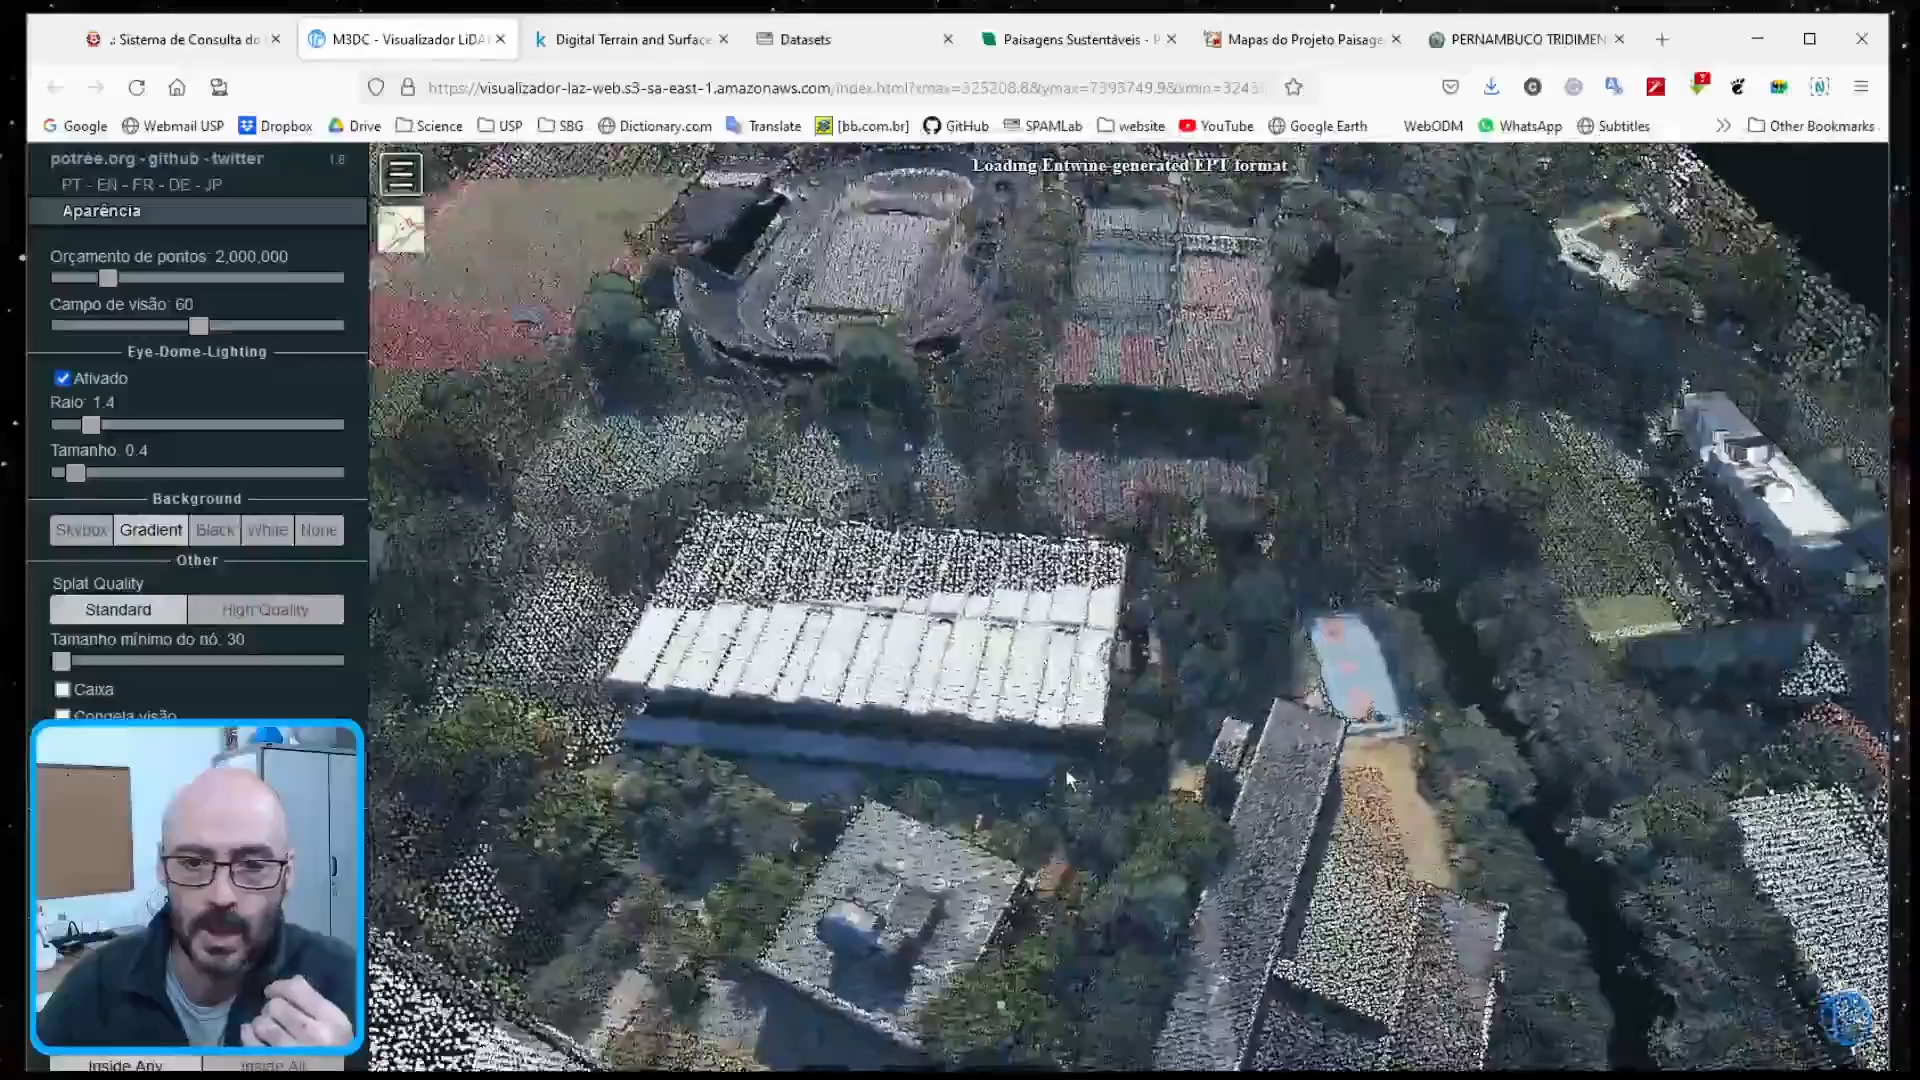 .: Sistema de Consulta do
M3DC - Visualizador LiDA
Digital Terrain and Surface
Datasets
Paisagens Sustentáveis - P
Mapas do Projeto Paisage
PERNAMBUCO TRIDIMEN
https://visualizador-laz-web.s3-sa-east-1.amazonaws.com/index.html?xmax=325208.8&ymax=7393749.9&xmin=3243
Google
Webmail USP
Dropbox
Drive
Science
USP
SBG
Dictionary.com
Translate
[bb.com.br]
GitHub
SPAMLab
website
YouTube
Google Earth
WebODM
WhatsApp
Subtitles
Other Bookmarks
potree.org - github - twitter
1.8
PT - EN - FR - DE - JP
Loading Entwine-generated EPT format
Aparência
Orçamento de pontos: 2,000,000
Campo de visão: 60
Eye-Dome-Lighting
Ativado
Raio: 1.4
Tamanho: 0.4
Background
Skybox Gradient Black White None
Other
Splat Quality
Standard High Quality
Tamanho mínimo do nó: 30
Caixa
Congela visão
Inside Any Inside All